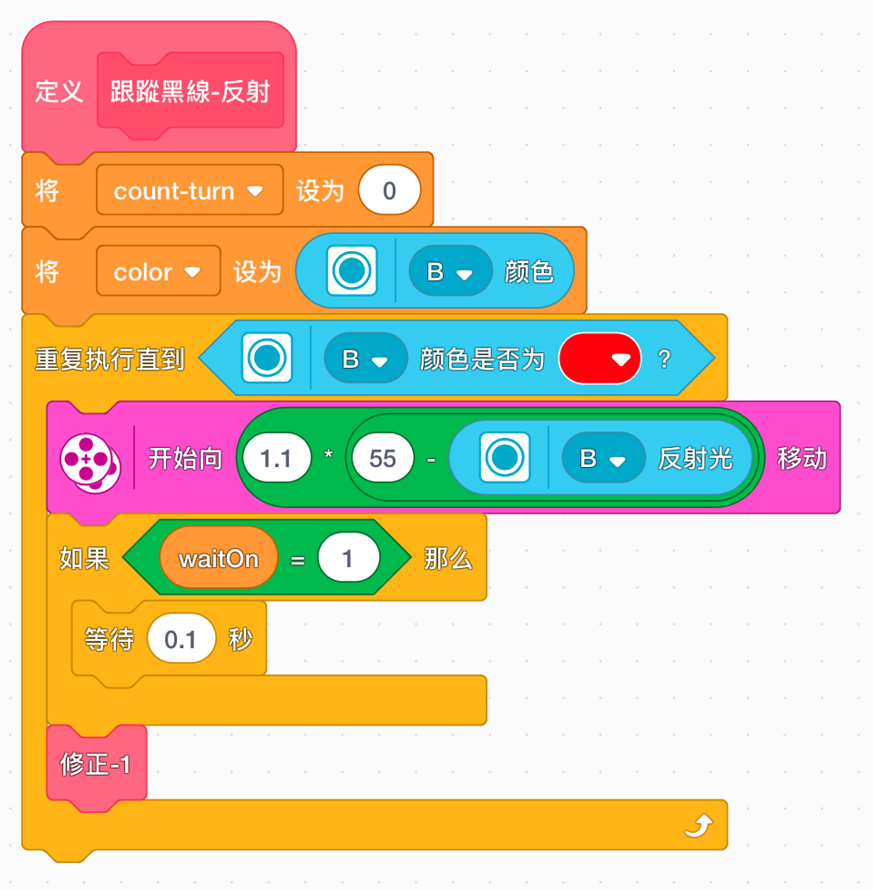 定义 跟蹤黑線-反射
将 count-turn 设为 0
将 color 设为 B 颜色
重复执行直到 B 颜色是否为 ?
开始向 1.1 * 55 - B 反射光 移动
如果 waitOn = 1 那么
等待 0.1 秒
修正-1